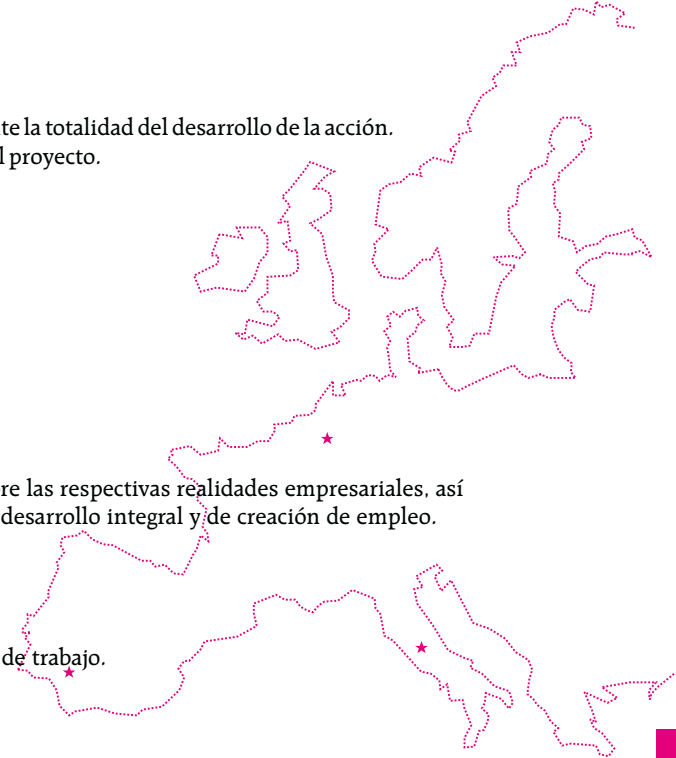 te la totalidad del desarrollo de la acción.
l proyecto.
re las respectivas realidades empresariales, así
desarrollo integral y de creación de empleo.
de trabajo.